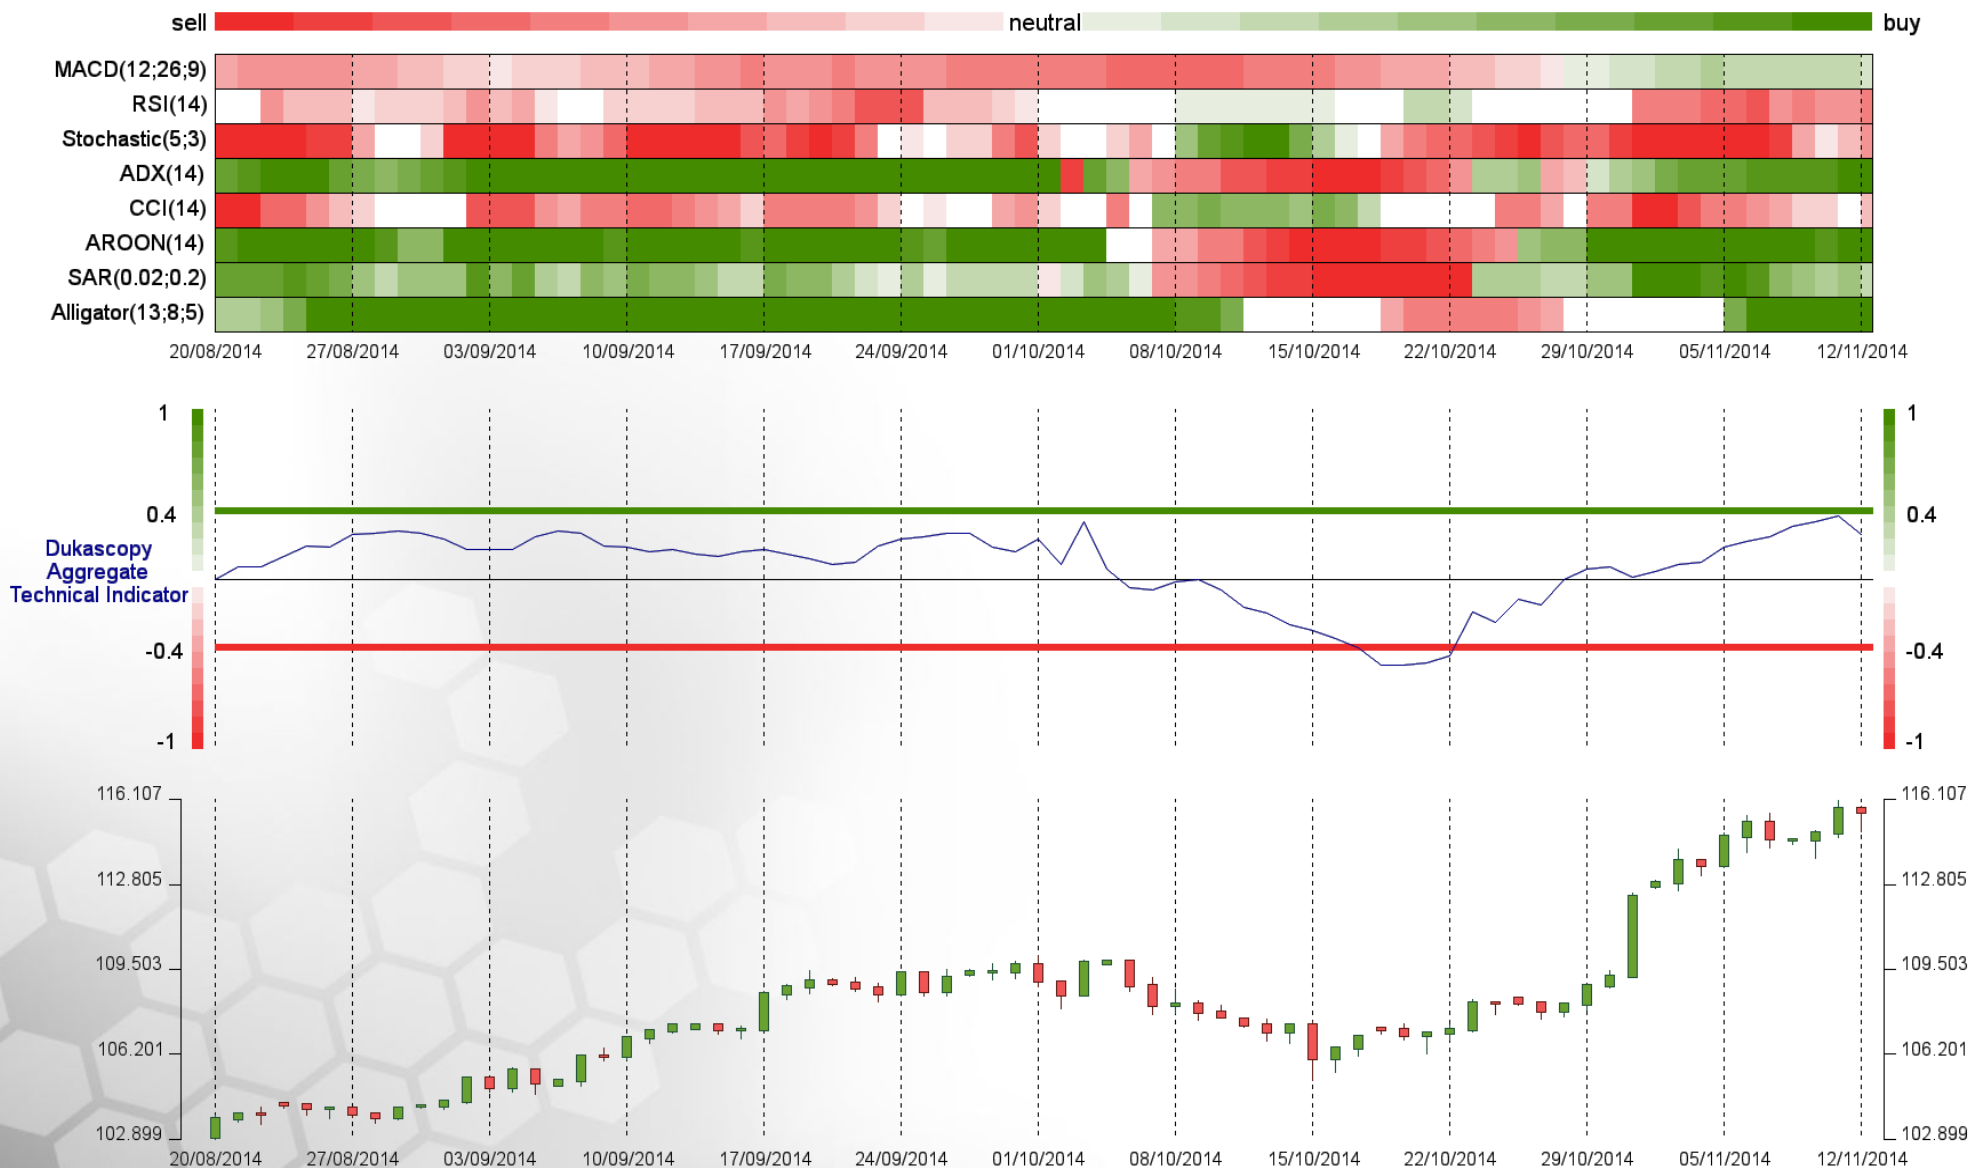 sell neutral buy
MACD(12;26;9)
RSI(14)
Stochastic(5;3)
ADX(14)
CCI(14)
AROON(14)
SAR(0.02;0.2)
Alligator(13;8;5)
20/08/2014 27/08/2014 03/09/2014 10/09/2014 17/09/2014 24/09/2014 01/10/2014 08/10/2014 15/10/2014 22/10/2014 29/10/2014 05/11/2014 12/11/2014
1 1
0.4 0.4
Dukascopy
Aggregate
Technical Indicator
-0.4 -0.4
-1 -1
116.107 116.107
112.805 112.805
109.503 109.503
106.201 106.201
102.899 102.899
20/08/2014 27/08/2014 03/09/2014 10/09/2014 17/09/2014 24/09/2014 01/10/2014 08/10/2014 15/10/2014 22/10/2014 29/10/2014 05/11/2014 12/11/2014